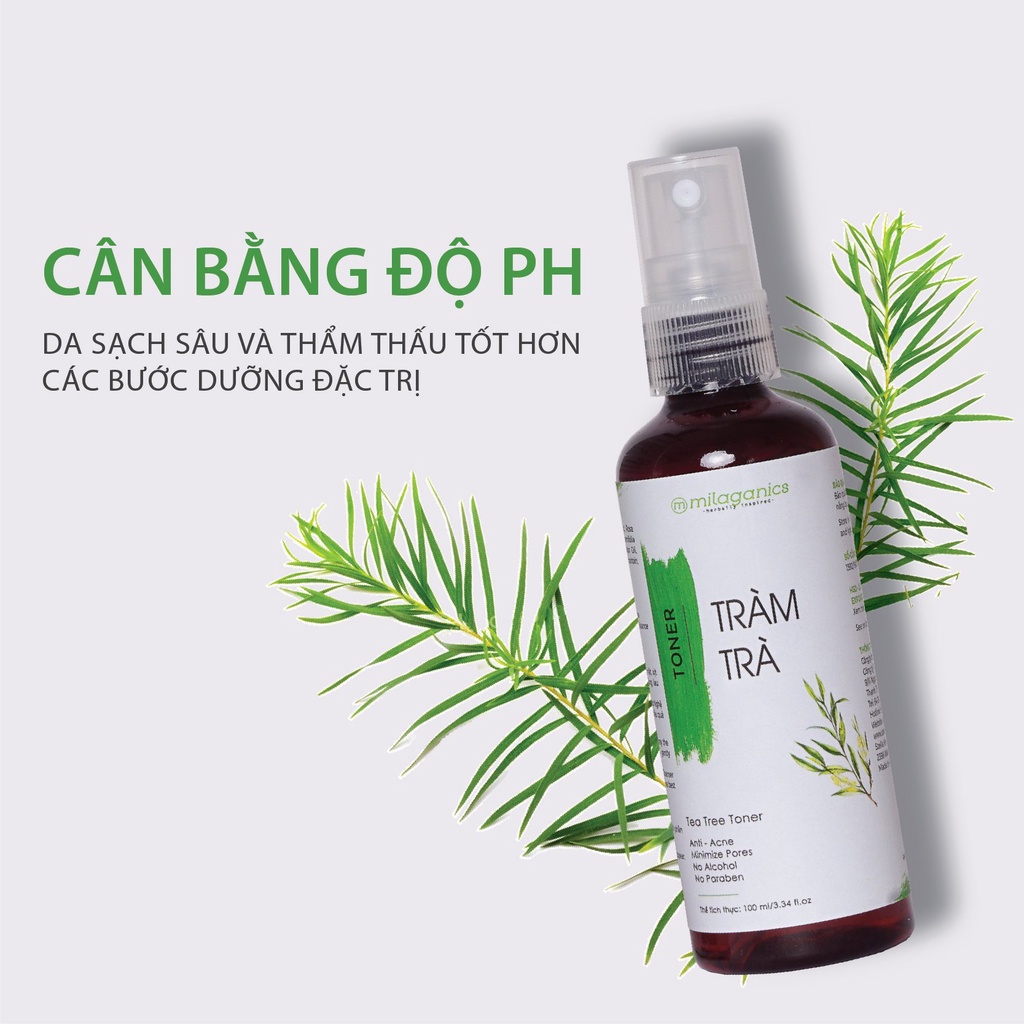 CÂN BẰNG ĐỘ PH
DA SẠCH SÂU VÀ THẨM THẤU TỐT HƠN
CÁC BƯỚC DƯỠNG ĐẶC TRỊ
milaganics
-herbally inspired-
TONER
TRÀM
TRÀ
Tea Tree Toner
Anti - Acne
Minimize Pores
No Alcohol
No Paraben
Thể tích thực: 100 ml/3.34 fl.oz